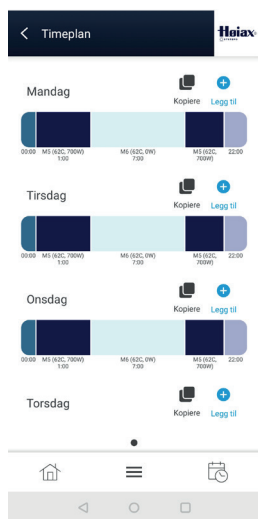 Timeplan
Høiax
Mandag
Kopiere
Legg til
00:00 M5 (62C, 700W) M6 (62C, 0W) M5 (62C, 22:00
1:00 7:00 700W)
Tirsdag
Kopiere
Legg til
00:00 M5 (62C, 700W) M6 (62C, 0W) M5 (62C, 22:00
1:00 7:00 700W)
Onsdag
Kopiere
Legg til
00:00 M5 (62C, 700W) M6 (62C, 0W) M5 (62C, 22:00
1:00 7:00 700W)
Torsdag
Kopiere
Legg til